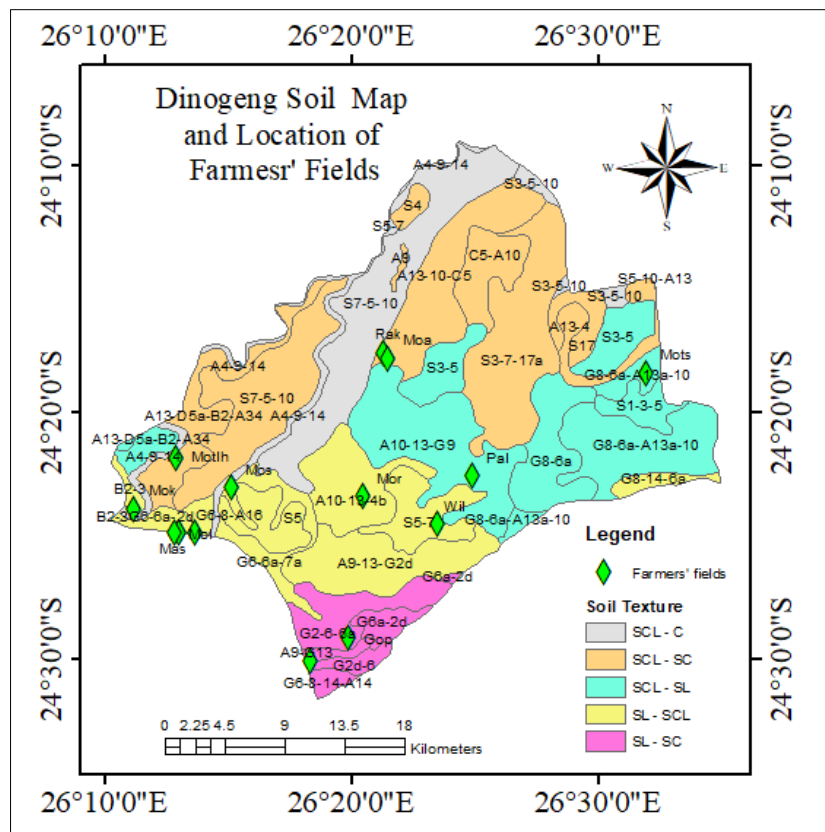 26°10'0"E
26°20'0"E
26°30'0"E
Dinogeng Soil Map
and Location of
Farmesr' Fields
N
W
E
S
24°10'0"S
24°10'0"S
A4-9-14
S3-5-10
S4
S5-7
A9
C5-A10
A13-10-C5
S3-5-10
S5-10-A13
S3-5-10
S7-5-10
A13-4
S17
S3-5
Rak
Moa
S3-5
S3-7-17a
Mots
A4-9-14
G8-6a-A13a-10
S7-5-10
S1-3-5
24°20'0"S
24°20'0"S
A13-D5a-B2-A34
A4-9-14
A13-D5a-B2-A34
A10-13-G9
G8-6a-A13a-10
A4-9-14
Motlh
Pal
G8-6a
Mos
Mor
G8-14-6a
B2-3
Mok
A10-13-4b
Wil
B2-3
G6-6a-2d
G6-8-A16
S5
S5-7
G8-6a-A13a-10
Mas
Mel
G6-6a-7a
A9-13-G2d
G6a-2d
G2-6-6a
G6a-2d
Gop
A9-G13
G2d-6
G6-8-14-A14
24°30'0"S
24°30'0"S
Legend
Farmers' fields
Soil Texture
SCL - C
SCL - SC
SCL - SL
SL - SCL
SL - SC
0 2.25 4.5 9 13.5 18
Kilometers
26°10'0"E
26°20'0"E
26°30'0"E